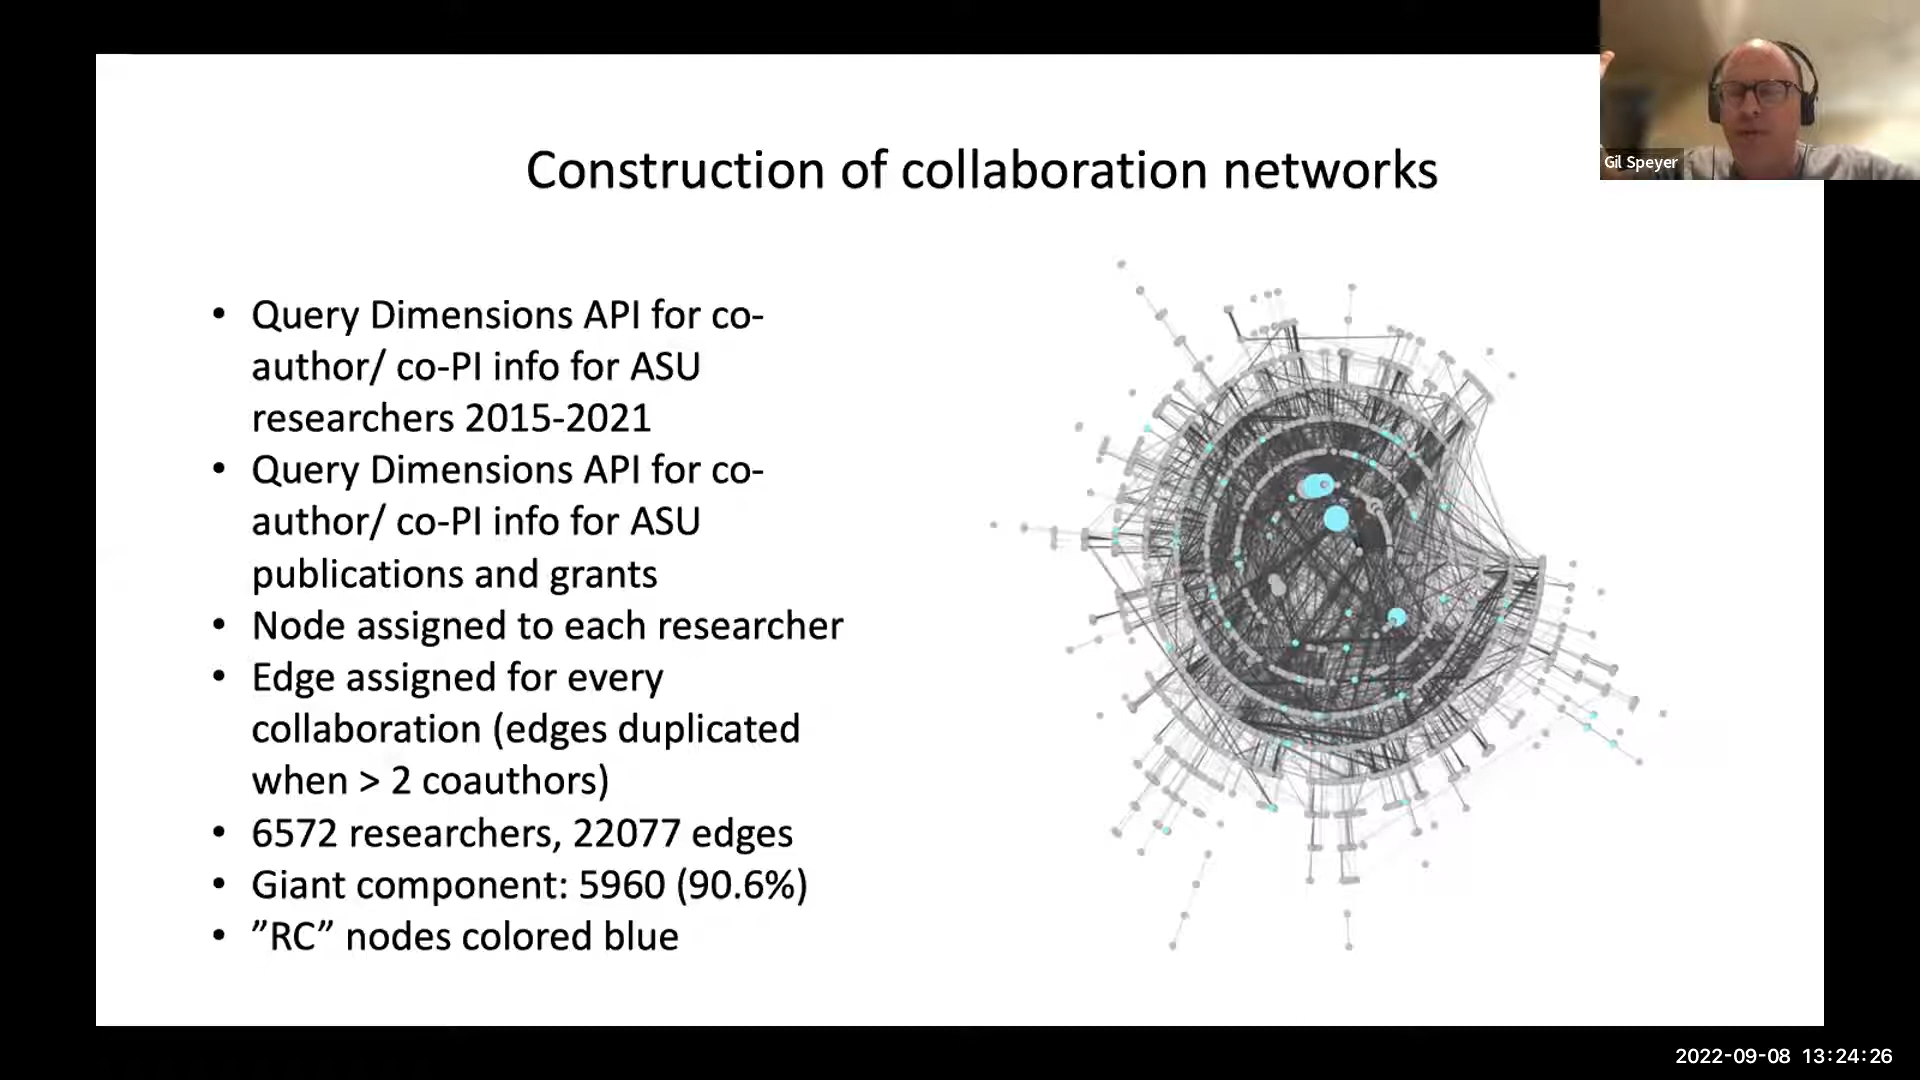 Gil Speyer
Construction of collaboration networks
• Query Dimensions API for co-
author/ co-PI info for ASU
researchers 2015-2021
• Query Dimensions API for co-
author/ co-PI info for ASU
publications and grants
• Node assigned to each researcher
• Edge assigned for every
collaboration (edges duplicated
when > 2 coauthors)
• 6572 researchers, 22077 edges
• Giant component: 5960 (90.6%)
• ”RC” nodes colored blue
2022-09-08 13:24:26